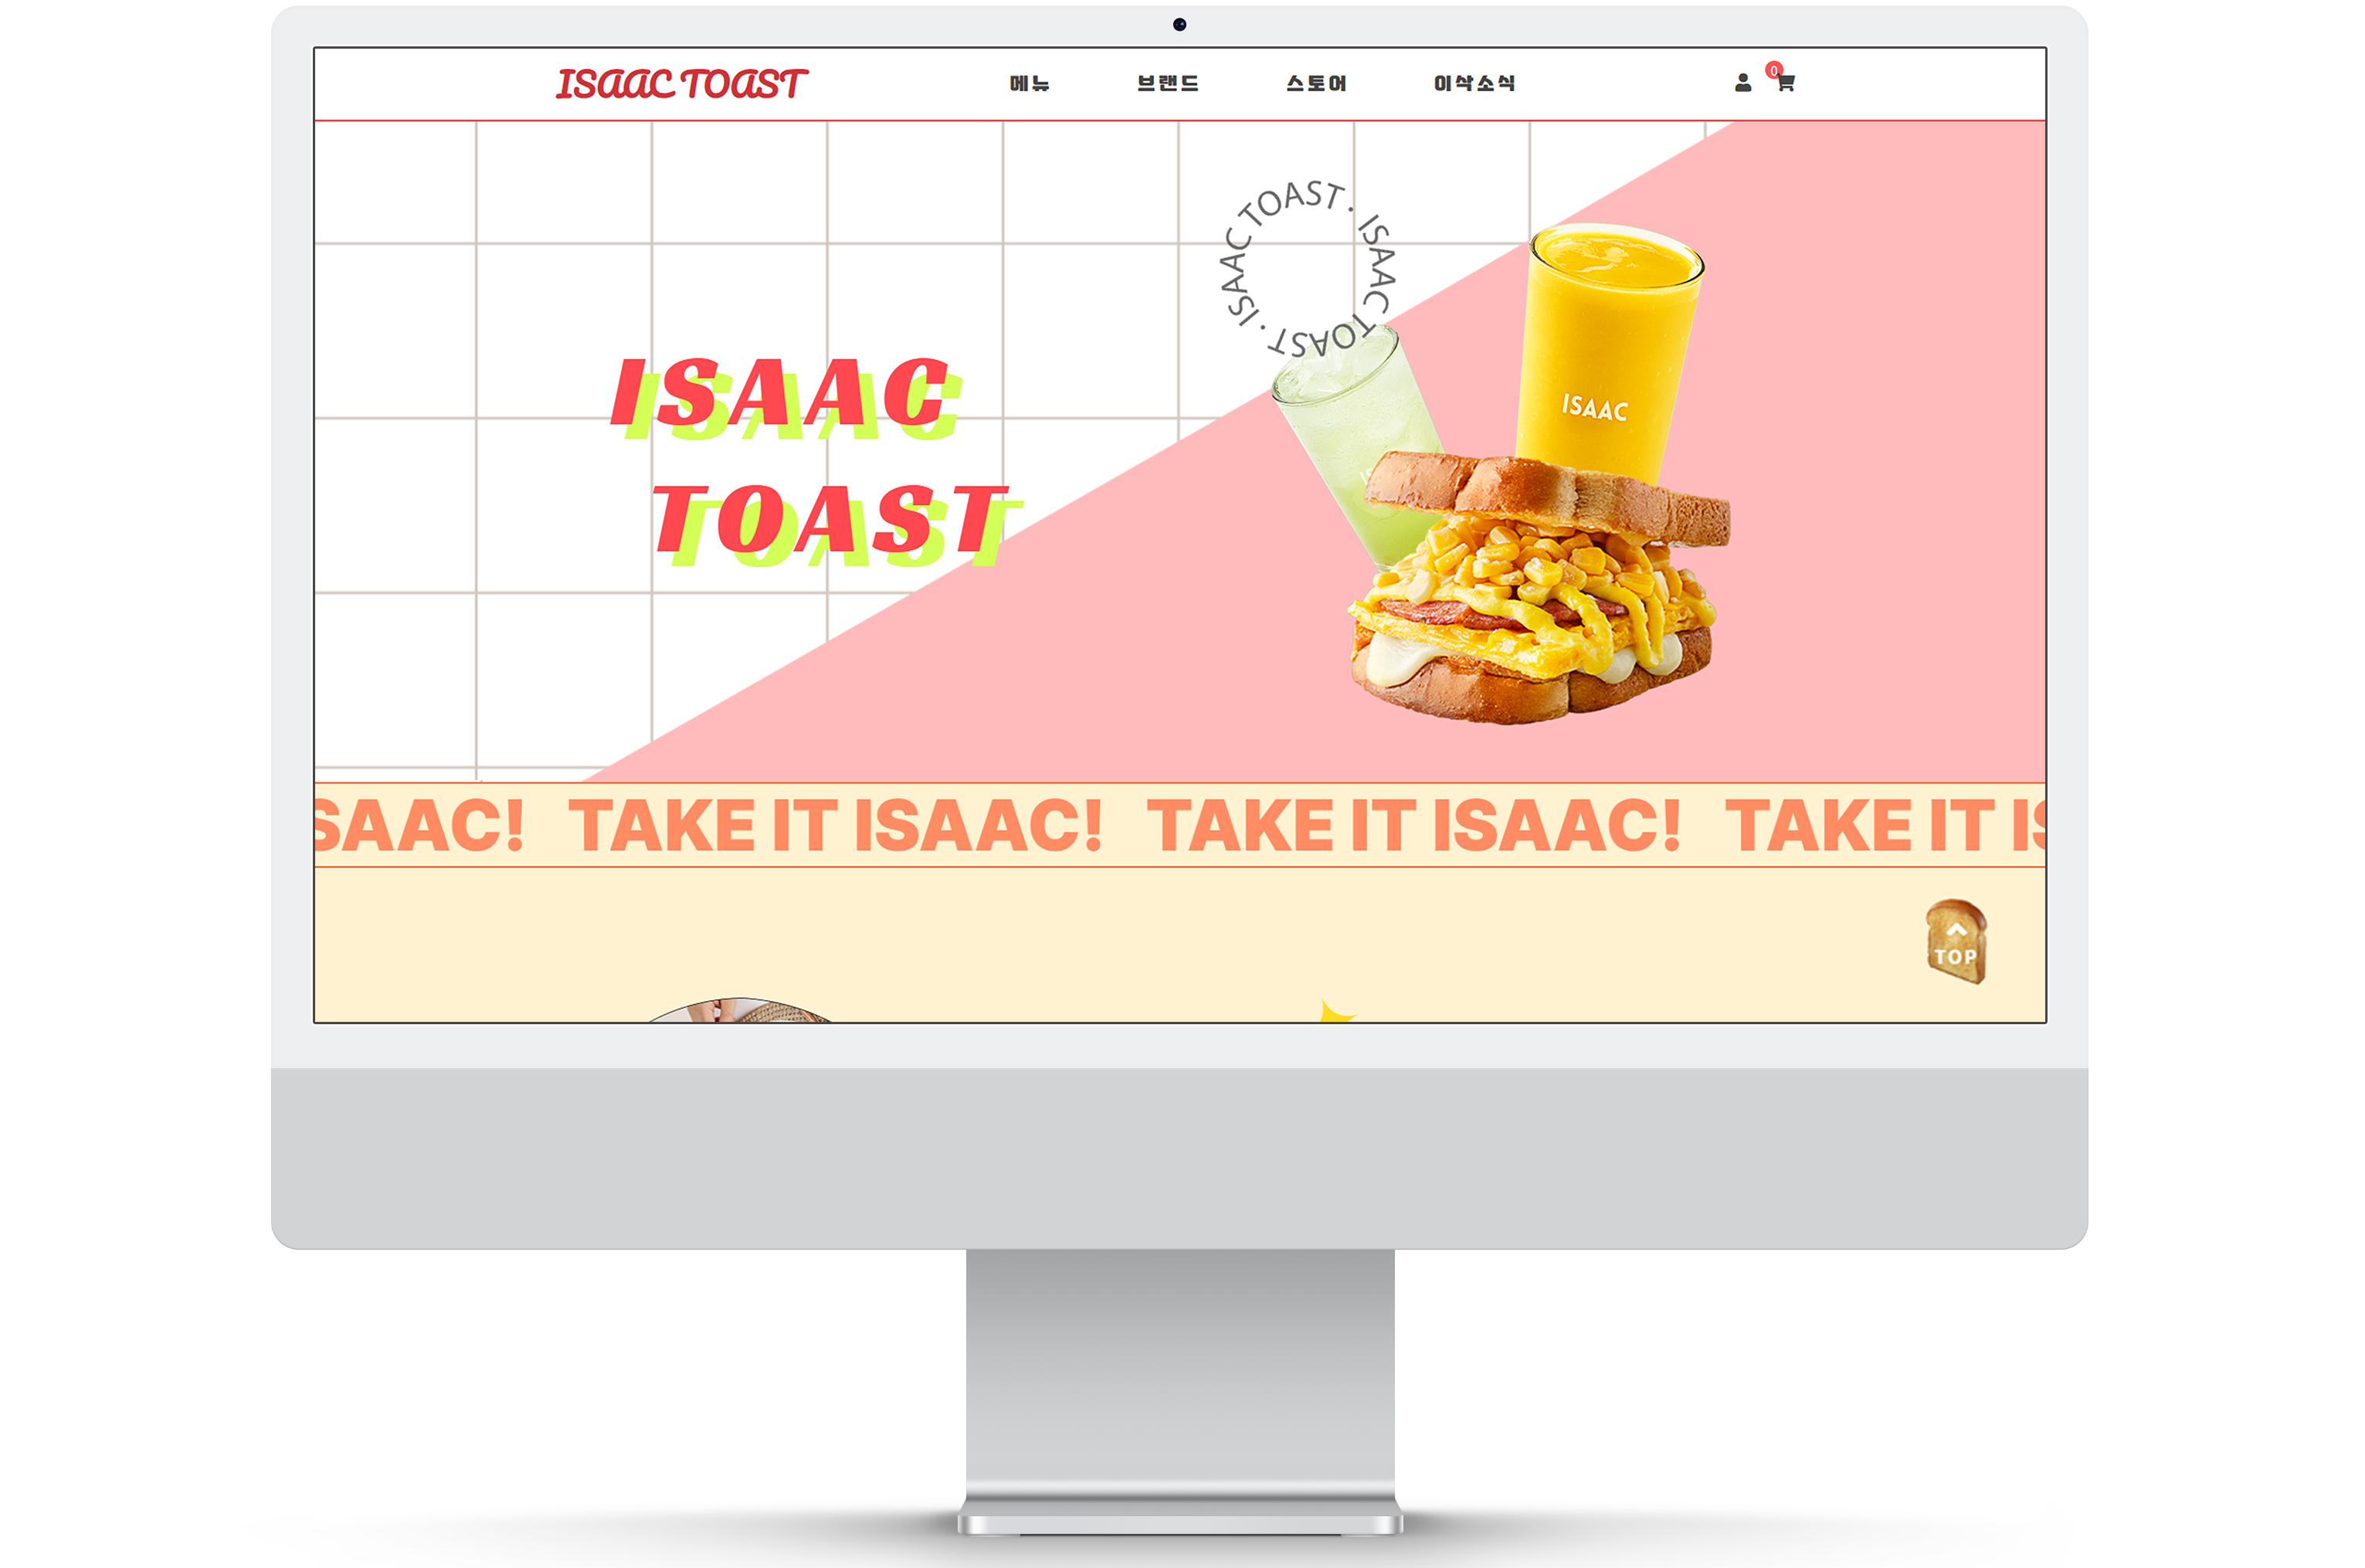 ISAAC TOAST
메뉴 브랜드 스토어 이삭소식
0
ISAAC TOAST . ISAAC TOAST . 
ISAAC
TOAST
ISAAC
SAAC! TAKE IT ISAAC! TAKE IT ISAAC! TAKE IT IS
TOP